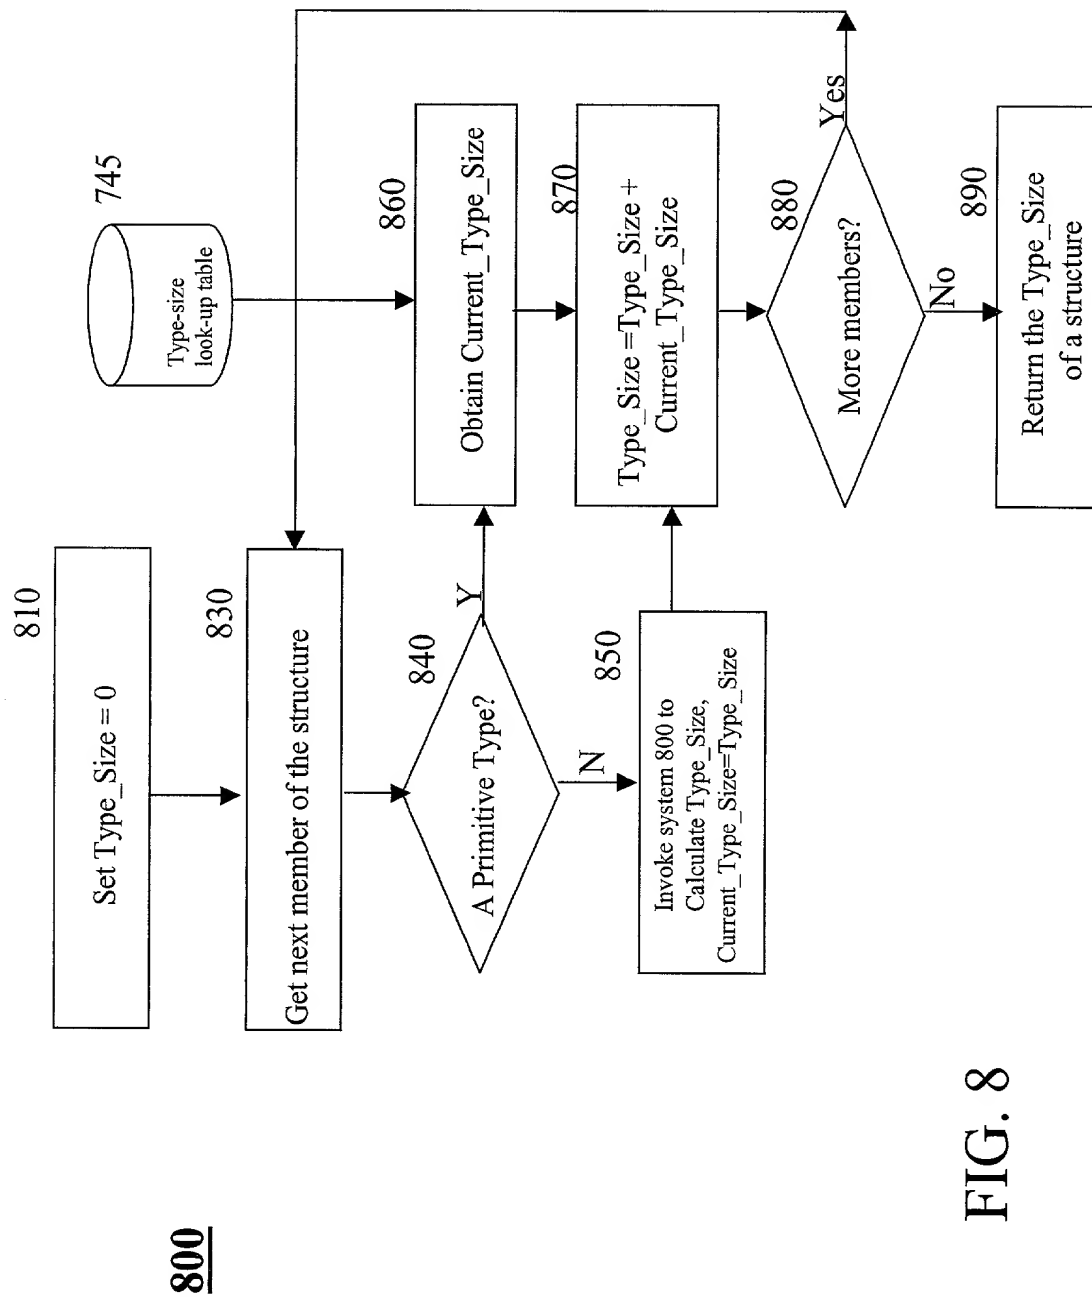 800
810
Set Type_Size = 0
830
Get next member of the structure
840
A Primitive Type?
Y
N
850
Invoke system 800 to
Calculate Type_Size,
Current_Type_Size=Type_Size
745
Type-size
look-up table
860
Obtain Current_Type_Size
870
Type_Size =Type_Size +
Current_Type_Size
880
More members?
Yes
No
890
Return the Type_Size
of a structure
FIG. 8